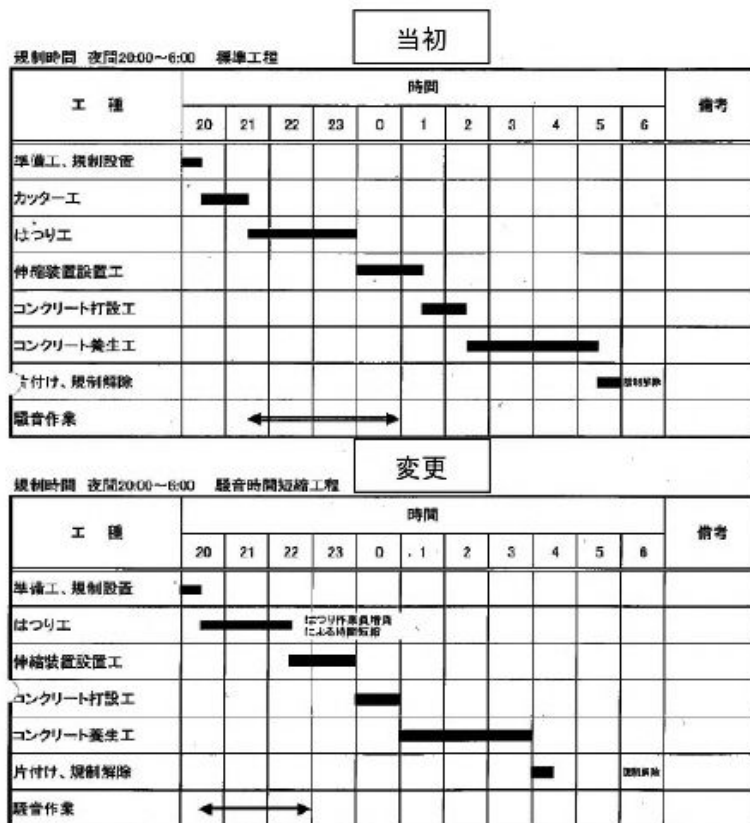 当初
規制時間 夜間20:00～6:00 標準工程
工 種 時間 備考
20 21 22 23 0 1 2 3 4 5 6
準備工、規制設置
カッター工
はつり工
伸縮装置設置工
コンクリート打設工
コンクリート養生工
片付け、規制解除 規制解除
騒音作業
変更
規制時間 夜間20:00～6:00 騒音時間短縮工程
工 種 時間 備考
20 21 22 23 0 1 2 3 4 5 6
準備工、規制設置
はつり工 はつり作業員増員
による時間短縮
伸縮装置設置工
コンクリート打設工
コンクリート養生工
片付け、規制解除 規制解除
騒音作業